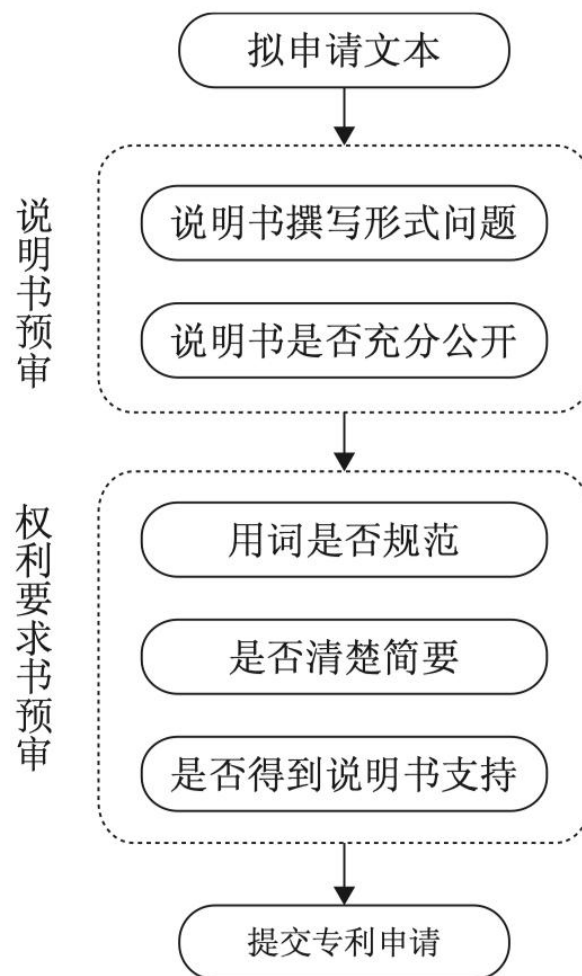 拟申请文本
说明书预审
说明书撰写形式问题
说明书是否充分公开
权利要求书预审
用词是否规范
是否清楚简要
是否得到说明书支持
提交专利申请